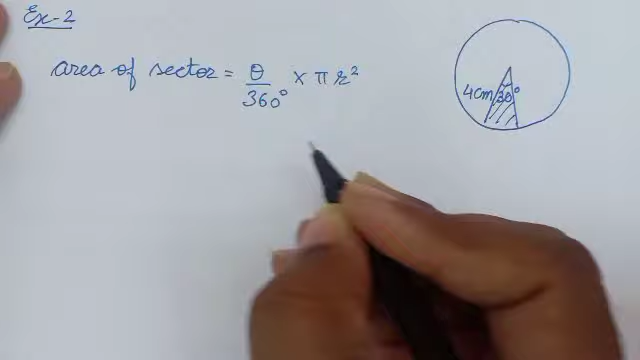 Ex-2
area of sector = θ/360° × πr²
4cm 30°